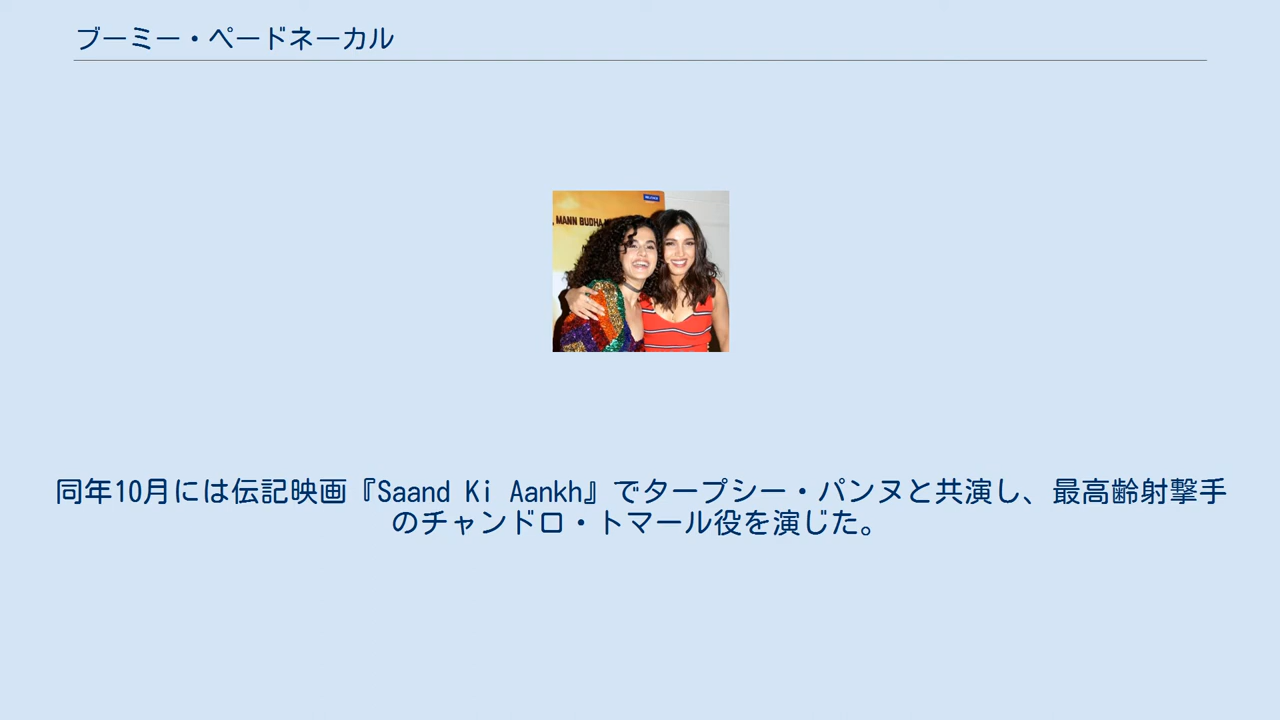 ブーミー・ペードネーカル
MANN BUDHA
同年10月には伝記映画『Saand Ki Aankh』でタープシー・パンヌと共演し、最高齢射撃手
のチャンドロ・トマール役を演じた。